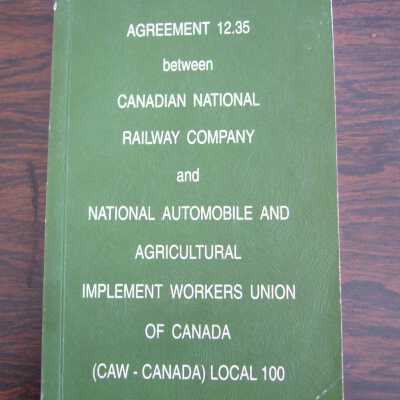 AGREEMENT 12.35
between
CANADIAN NATIONAL
RAILWAY COMPANY
and
NATIONAL AUTOMOBILE AND
AGRICULTURAL
IMPLEMENT WORKERS UNION
OF CANADA
(CAW - CANADA) LOCAL 100